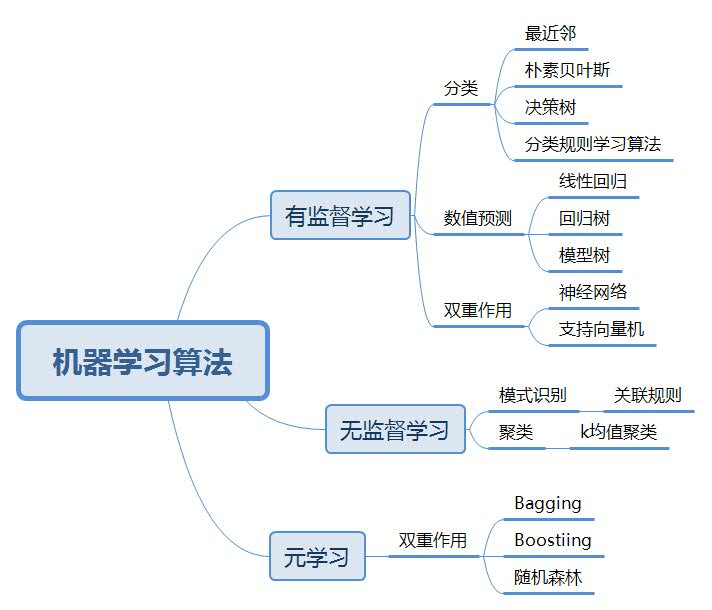 机器学习算法
有监督学习
分类
最近邻
朴素贝叶斯
决策树
分类规则学习算法
数值预测
线性回归
回归树
模型树
双重作用
神经网络
支持向量机
无监督学习
模式识别
关联规则
聚类
k均值聚类
元学习
双重作用
Bagging
Boostiing
随机森林